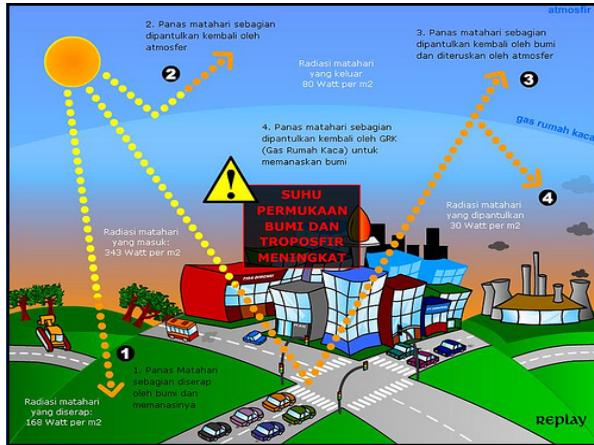 atmosfir
2. Panas matahari sebagian
dipantulkan kembali oleh
atmosfer
2
3. Panas matahari sebagian
dipantulkan kembali oleh bumi
dan diteruskan oleh atmosfer
3
Radiasi matahari
yang keluar
80 Watt per m2
gas rumah kaca
4. Panas matahari sebagian
dipantulkan kembali oleh GRK
(Gas Rumah Kaca) untuk
memanaskan bumi
!
SUHU
PERMUKAAN
BUMI DAN
TROPOSFIR
MENINGKAT
4
Radiasi matahari
yang dipantulkan
30 Watt per m2
Radiasi matahari
yang masuk:
343 Watt per m2
1
1. Panas Matahari
sebagian diserap
oleh bumi dan
memanasinya
Radiasi matahari
yang diserap:
168 Watt per m2
REPLAY